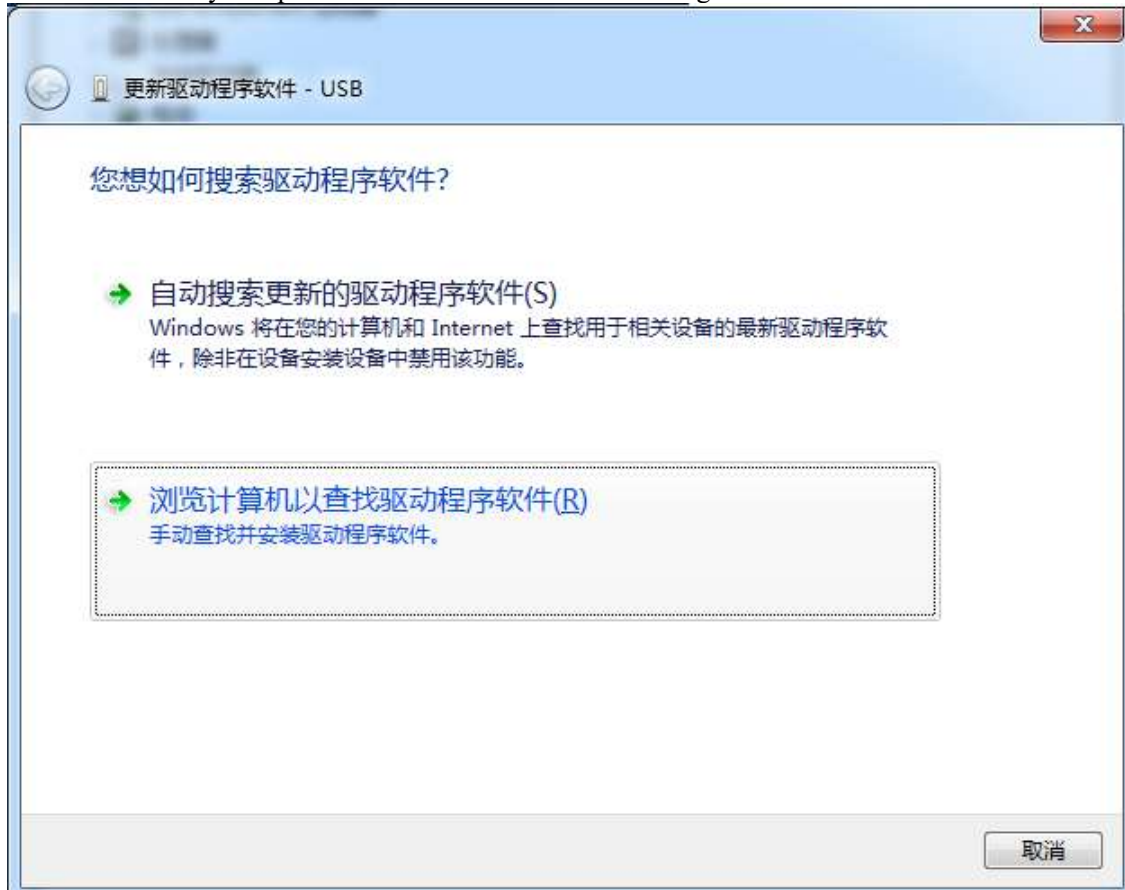 更新驱动程序软件 - USB
您想如何搜索驱动程序软件?
自动搜索更新的驱动程序软件(S)
Windows 将在您的计算机和 Internet 上查找用于相关设备的最新驱动程序软
件，除非在设备安装设备中禁用该功能。
浏览计算机以查找驱动程序软件(R)
手动查找并安装驱动程序软件。
取消